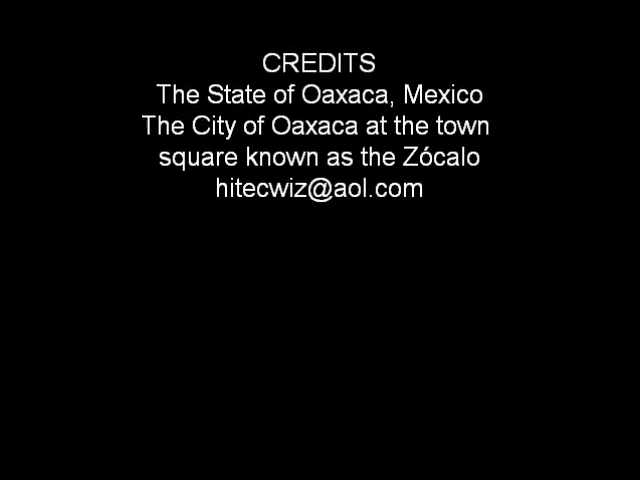 CREDITS
The State of Oaxaca, Mexico
The City of Oaxaca at the town
square known as the Zócalo
hitecwiz@aol.com